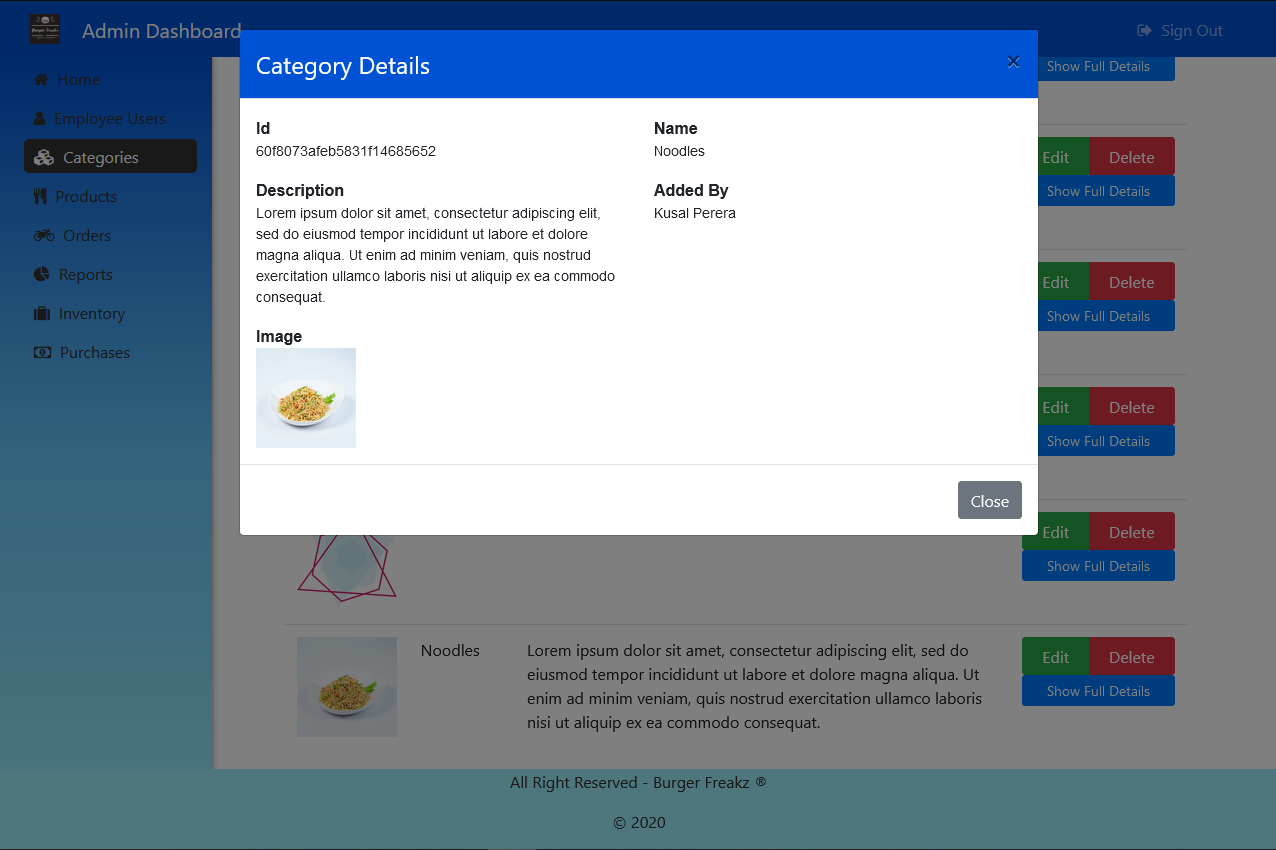 Burger Freakz
Admin Dashboard
Sign Out
Home
Employee Users
Categories
Products
Orders
Reports
Inventory
Purchases
Category Details
×
Id
60f8073afeb5831f14685652
Name
Noodles
Description
Lorem ipsum dolor sit amet, consectetur adipiscing elit,
sed do eiusmod tempor incididunt ut labore et dolore
magna aliqua. Ut enim ad minim veniam, quis nostrud
exercitation ullamco laboris nisi ut aliquip ex ea commodo
consequat.
Added By
Kusal Perera
Image
Close
Show Full Details
Edit Delete
Show Full Details
Edit Delete
Show Full Details
Edit Delete
Show Full Details
Edit Delete
Show Full Details
Noodles
Lorem ipsum dolor sit amet, consectetur adipiscing elit, sed do
eiusmod tempor incididunt ut labore et dolore magna aliqua. Ut
enim ad minim veniam, quis nostrud exercitation ullamco laboris
nisi ut aliquip ex ea commodo consequat.
Edit Delete
Show Full Details
All Right Reserved - Burger Freakz ®
© 2020